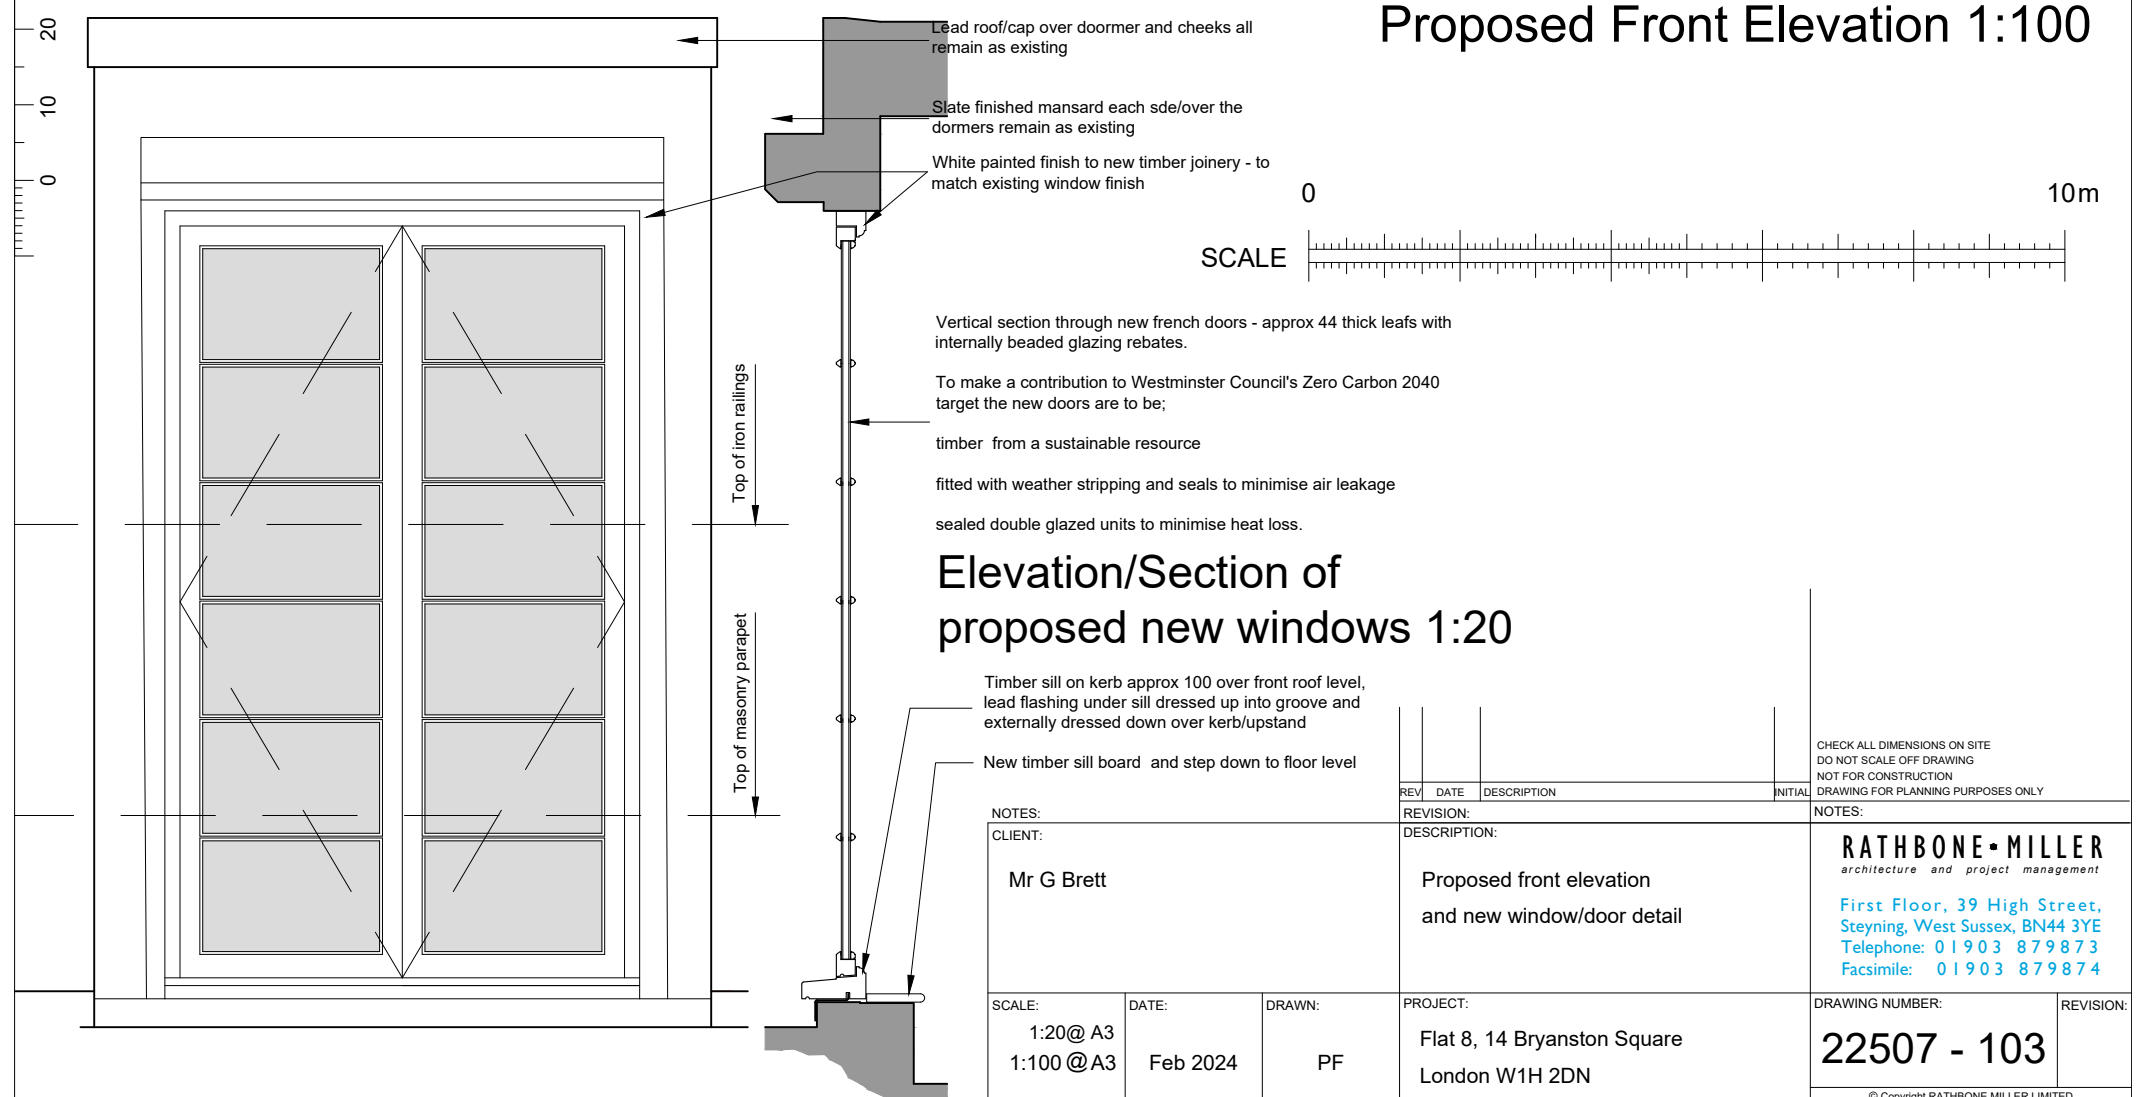 Proposed Front Elevation 1:100
20
10
0
Lead roof/cap over doormer and cheeks all
remain as existing
Slate finished mansard each sde/over the
dormers remain as existing
White painted finish to new timber joinery - to
match existing window finish
0
10m
SCALE
Vertical section through new french doors - approx 44 thick leafs with
internally beaded glazing rebates.
To make a contribution to Westminster Council's Zero Carbon 2040
target the new doors are to be;
timber from a sustainable resource
fitted with weather stripping and seals to minimise air leakage
sealed double glazed units to minimise heat loss.
Top of iron railings
Top of masonry parapet
Elevation/Section of
proposed new windows 1:20
Timber sill on kerb approx 100 over front roof level,
lead flashing under sill dressed up into groove and
externally dressed down over kerb/upstand
New timber sill board and step down to floor level
CHECK ALL DIMENSIONS ON SITE
DO NOT SCALE OFF DRAWING
NOT FOR CONSTRUCTION
DRAWING FOR PLANNING PURPOSES ONLY
REV
DATE
DESCRIPTION
INITIAL
NOTES:
REVISION:
NOTES:
CLIENT:
Mr G Brett
DESCRIPTION:
Proposed front elevation
and new window/door detail
RATHBONE•MILLER
architecture and project management
First Floor, 39 High Street,
Steyning, West Sussex, BN44 3YE
Telephone: 01903 879873
Facsimile: 01903 879874
SCALE:
1:20@ A3
1:100 @ A3
DATE:
Feb 2024
DRAWN:
PF
PROJECT:
Flat 8, 14 Bryanston Square
London W1H 2DN
DRAWING NUMBER:
22507 - 103
REVISION:
© Copyright RATHBONE MILLER LIMITED